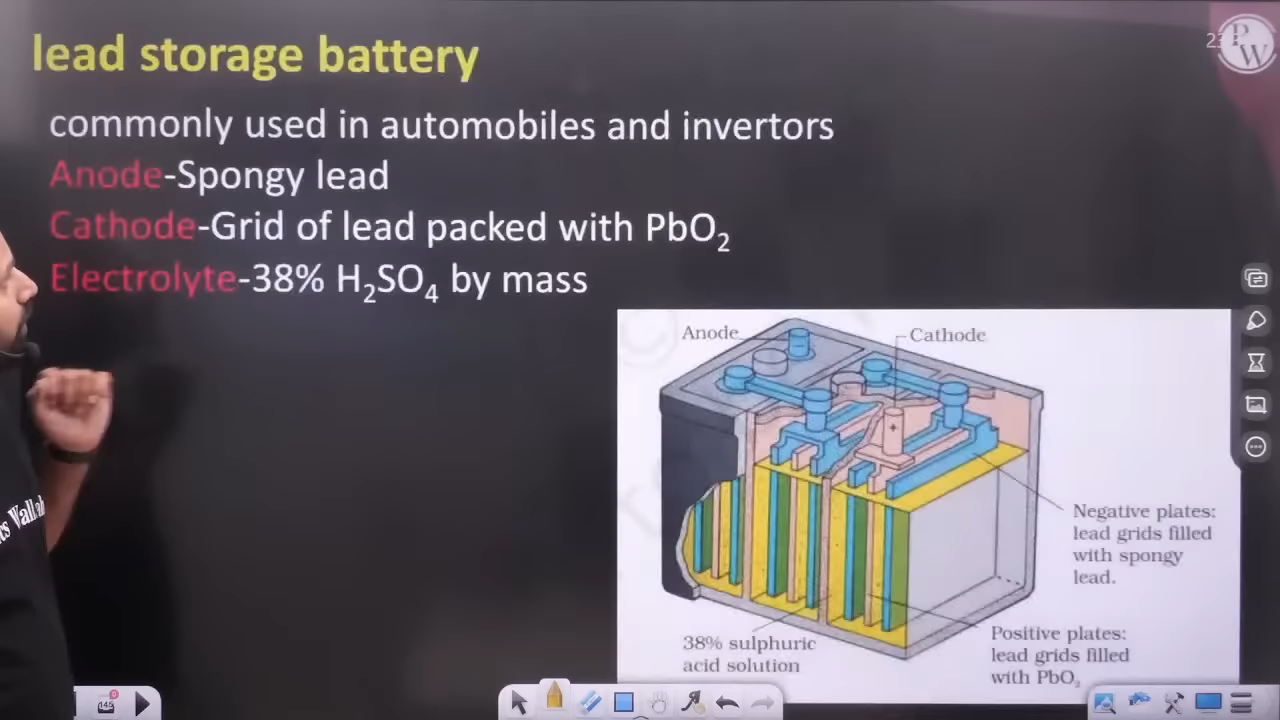 lead storage battery
commonly used in automobiles and invertors
Anode-Spongy lead
Cathode-Grid of lead packed with PbO₂
Electrolyte-38% H₂SO₄ by mass
PW
Anode
Cathode
+
Negative plates:
lead grids filled
with spongy
lead.
38% sulphuric
acid solution
Positive plates:
lead grids filled
with PbO₂